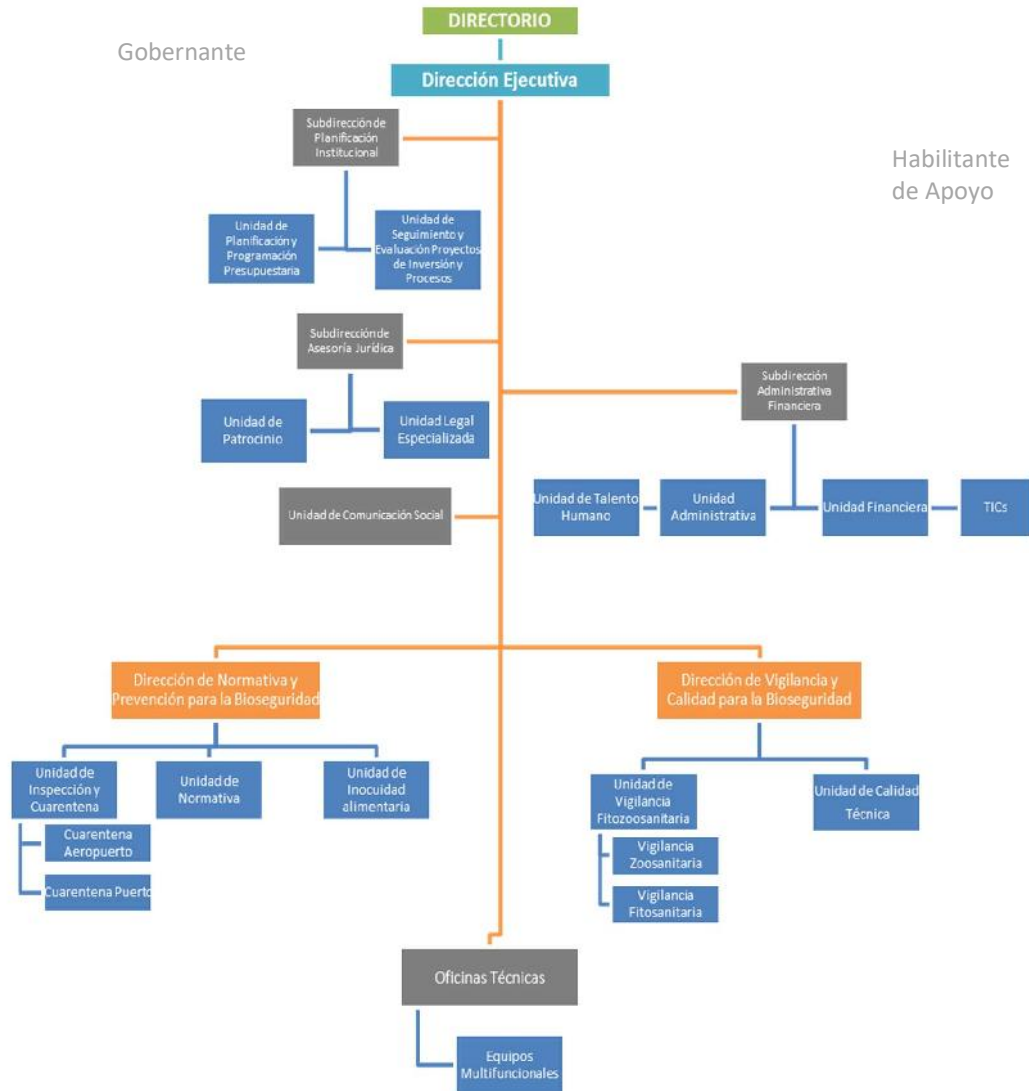 DIRECTORIO
Gobernante
Dirección Ejecutiva
Subdirección de
Planificación
Institucional
Habilitante
de Apoyo
Unidad de
Planificación y
Programación
Presupuestaria
Unidad de
Seguimiento y
Evaluación Proyectos
de Inversión y
Procesos
Subdirección de
Asesoría Jurídica
Subdirección
Administrativa
Financiera
Unidad de
Patrocinio
Unidad Legal
Especializada
Unidad de Comunicación Social
Unidad de Talento
Humano
Unidad
Administrativa
Unidad Financiera
TICs
Dirección de Normativa y
Prevención para la Bioseguridad
Dirección de Vigilancia y
Calidad para la Bioseguridad
Unidad de
Inspección y
Cuarentena
Unidad de
Normativa
Unidad de
Inocuidad
alimentaria
Unidad de
Vigilancia
Fitozoosanitaria
Unidad de Calidad
Técnica
Cuarentena
Aeropuerto
Cuarentena Puerto
Vigilancia
Zoosanitaria
Vigilancia
Fitosanitaria
Oficinas Técnicas
Equipos
Multifuncionales